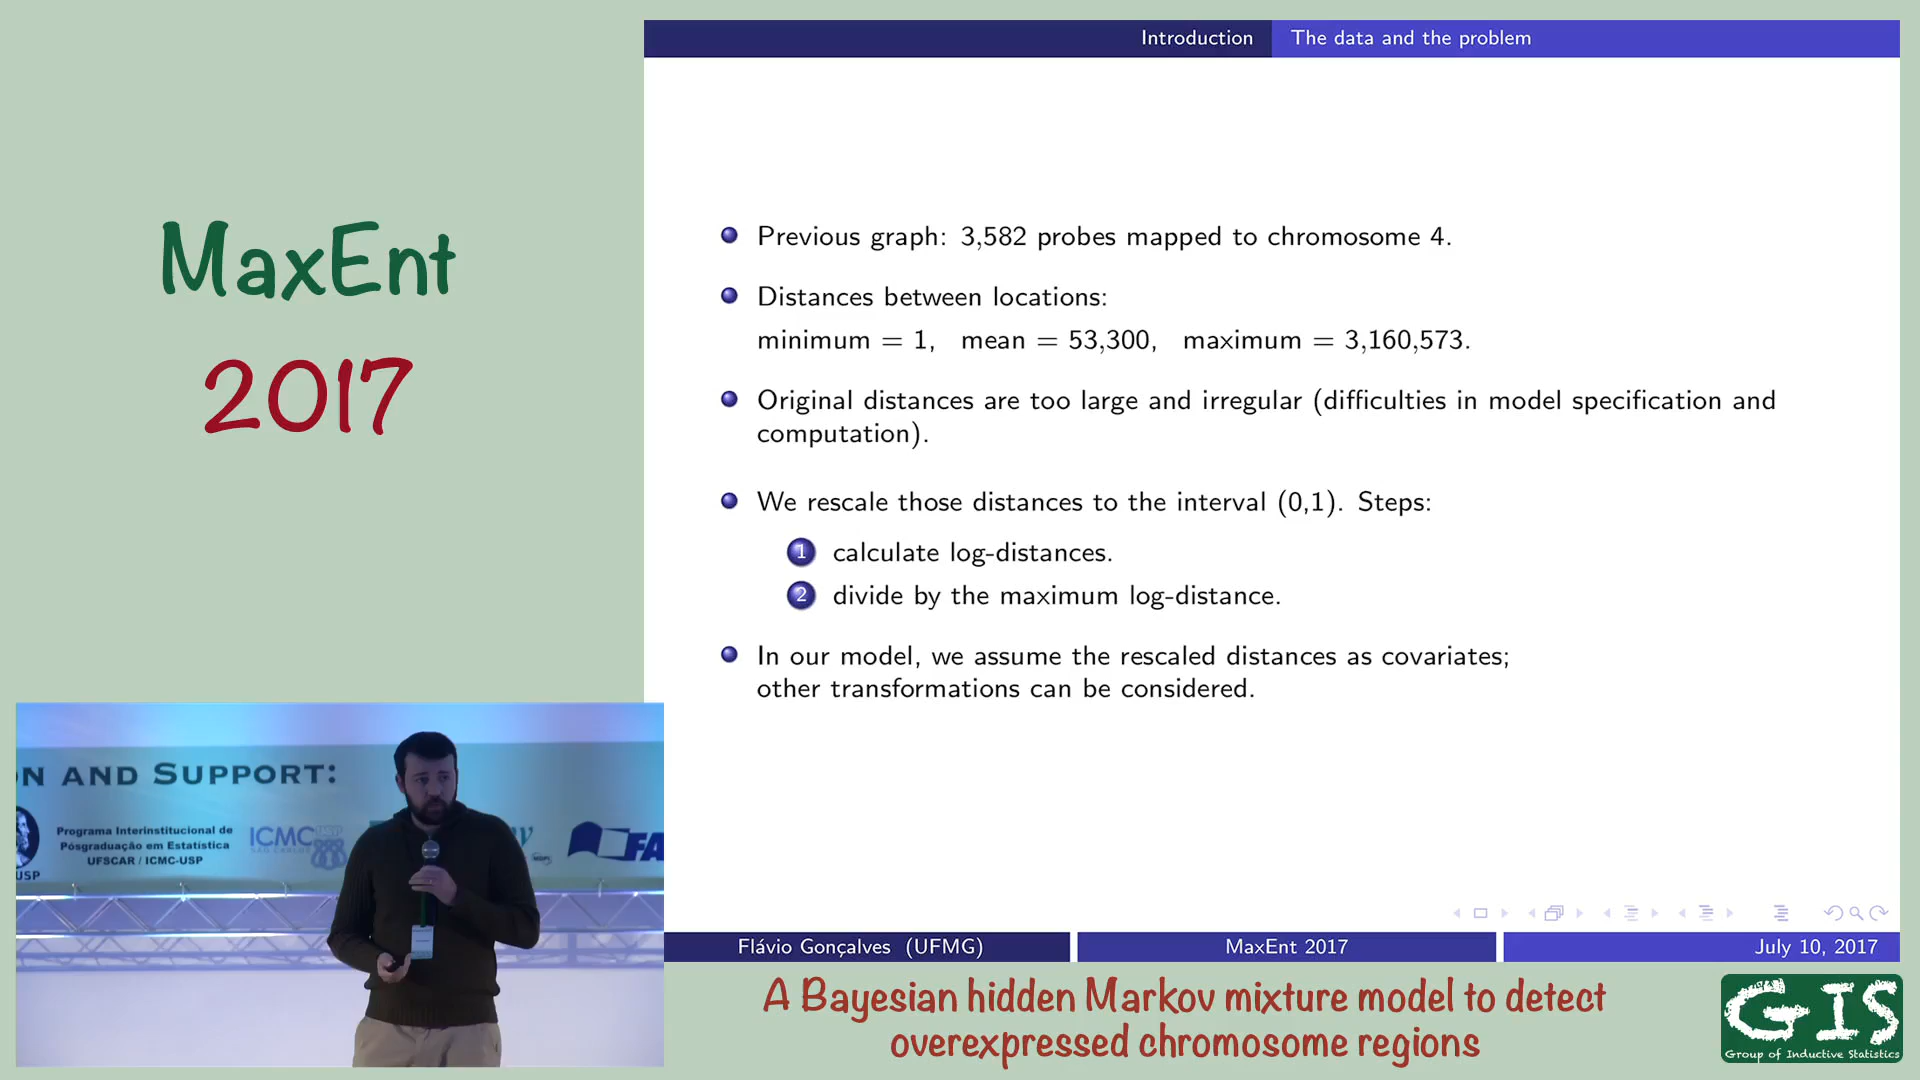 Introduction
The data and the problem
MaxEnt
2017
Previous graph: 3,582 probes mapped to chromosome 4.
Distances between locations:
minimum = 1, mean = 53,300, maximum = 3,160,573.
Original distances are too large and irregular (difficulties in model specification and
computation).
We rescale those distances to the interval (0,1). Steps:
1 calculate log-distances.
2 divide by the maximum log-distance.
In our model, we assume the rescaled distances as covariates;
other transformations can be considered.
N AND SUPPORT:
Programa Interinstitucional de
Pósgraduação em Estatística
UFSCAR / ICMC-USP
ICMC USP
SÃO CARLOS
USP
FA
Flávio Gonçalves (UFMG)
MaxEnt 2017
July 10, 2017
A Bayesian hidden Markov mixture model to detect
overexpressed chromosome regions
GIS
Group of Inductive Statistics